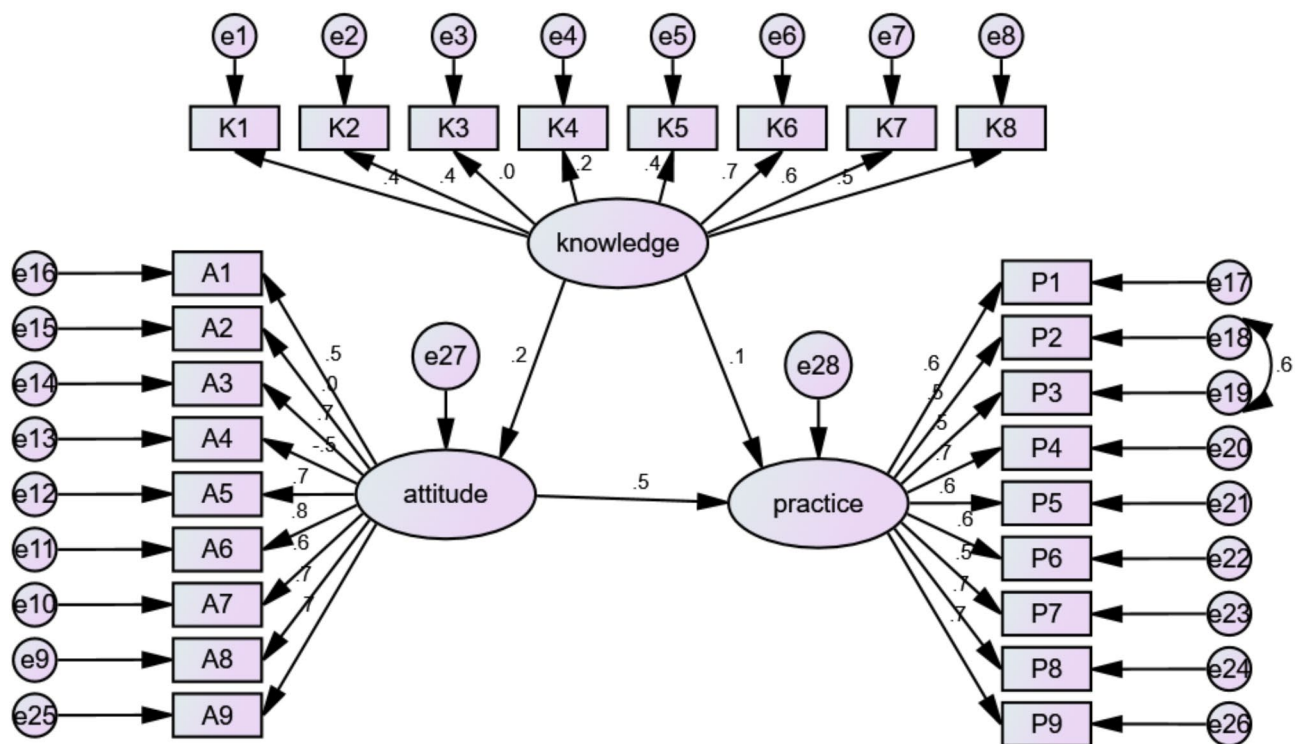 e1 e2 e3 e4 e5 e6 e7 e8
K1 K2 K3 K4 K5 K6 K7 K8
.4 .4 .0 .2 .4 .7 .6 .5
knowledge
e16 A1
e15 A2
e14 A3
e13 A4
e12 A5
e11 A6
e10 A7
e9 A8
e25 A9
.5
.0
.7
-.5
.7
.8
.6
.7
.7
e27
.2
attitude
.5
.1
e28
practice
.6
.5
.5
.7
.6
.6
.5
.7
.7
P1 e17
P2 e18
P3 e19
P4 e20
P5 e21
P6 e22
P7 e23
P8 e24
P9 e26
.6